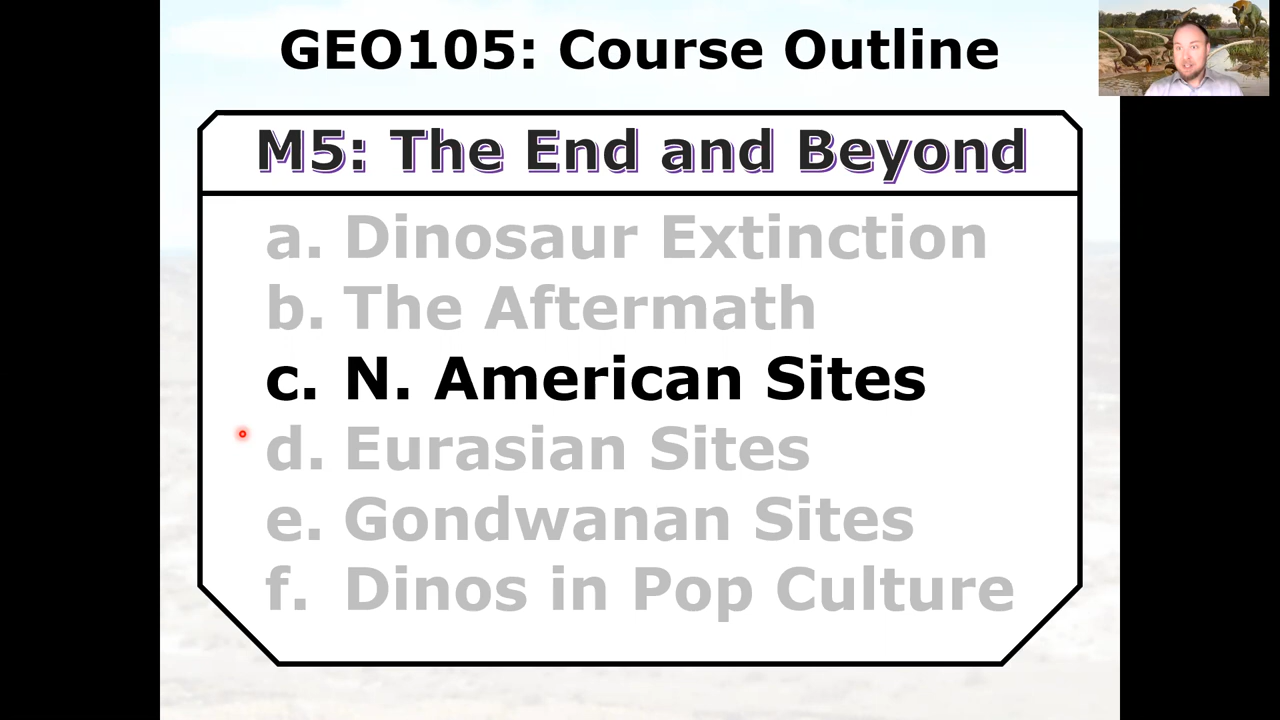 GEO105: Course Outline
M5: The End and Beyond
a. Dinosaur Extinction
b. The Aftermath
c. N. American Sites
d. Eurasian Sites
e. Gondwanan Sites
f. Dinos in Pop Culture